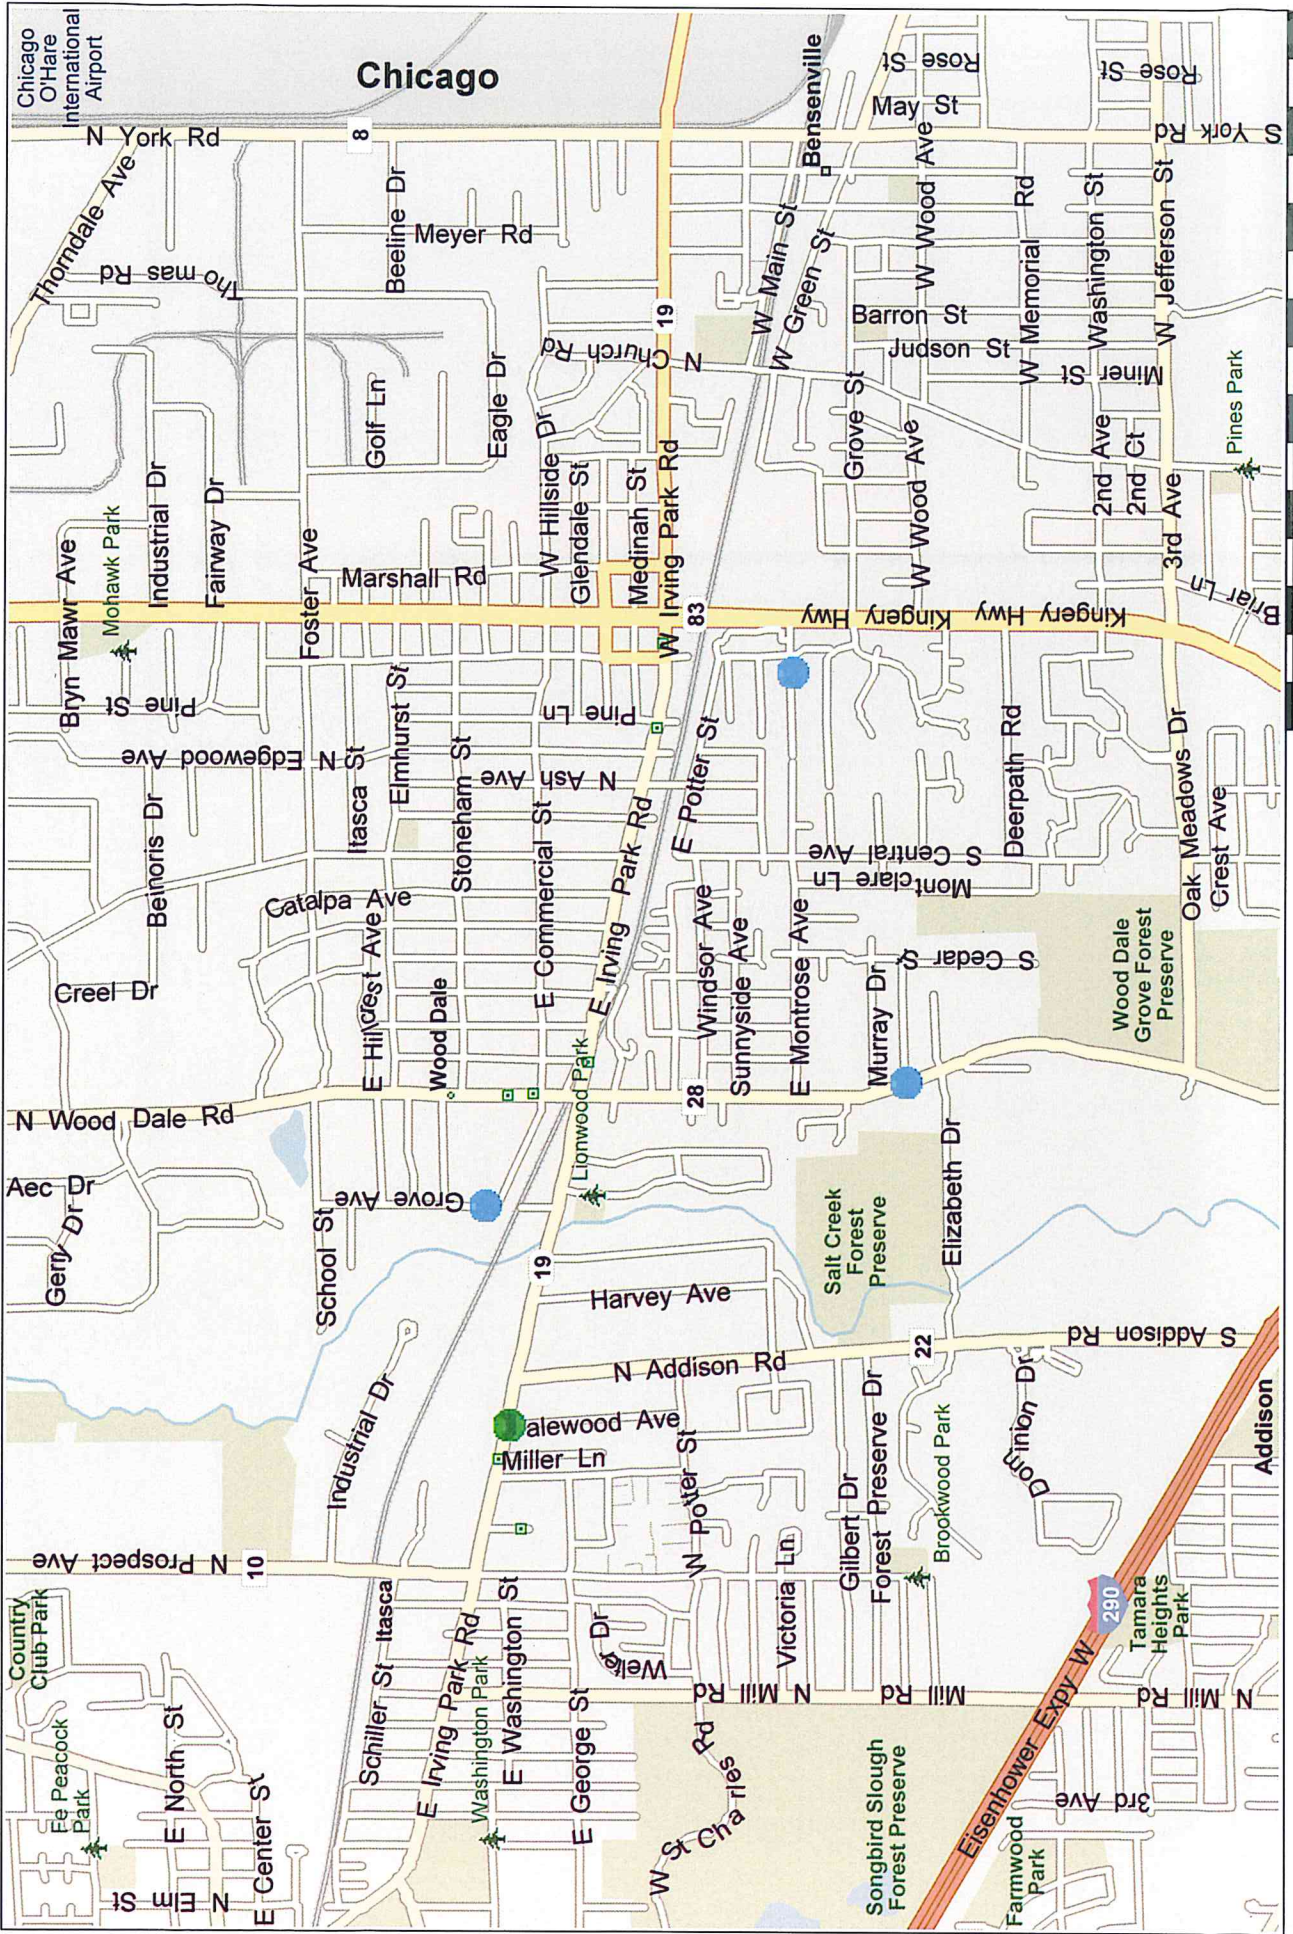 Chicago
O'Hare
International
Airport
Chicago
N York Rd
8
Thorndale Ave
Tho mas Rd
Beeline Dr
Meyer Rd
Bensenville
Rose St
May St
Rose St
S York Rd
W Main St
W Green St
W Wood Ave
W Memorial Rd
Washington St
W Jefferson St
Barron St
Judson St
Miner St
19
N Church Rd
Golf Ln
Eagle Dr
W Hillside Dr
Glendale St
Medinah St
W Irving Park Rd
Grove St
W Wood Ave
2nd Ave
2nd Ct
3rd Ave
Pines Park
Briar Ln
Bryn Mawr Ave
Mohawk Park
Industrial Dr
Fairway Dr
Foster Ave
Marshall Rd
83
Kingery Hwy
Kingery Hwy
Kingery
Pine St
N Edgewood Ave
Itasca St
Elmhurst St
Stoneham St
Pine Ln
N Ash Ave
E Potter St
Deerpath Rd
Oak Meadows Dr
Crest Ave
Beinoris Dr
Catalpa Ave
E Hillcrest Ave
E Commercial St
E Irving Park Rd
S Central Ave
Montclare Ln
Windsor Ave
Sunnyside Ave
E Montrose Ave
Murray Dr
S Cedar S
Wood Dale
Grove Forest
Preserve
Creel Dr
Wood Dale
N Wood Dale Rd
28
Lionwood Park
Aec Dr
Gerry Dr
School St
Grove Ave
19
Harvey Ave
Salt Creek
Forest
Preserve
Elizabeth Dr
N Addison Rd
22
S Addison Rd
Industrial Dr
alewood Ave
Miller Ln
W Potter St
Gilbert Dr
Forest Preserve Dr
Brookwood Park
Dominion Dr
Addison
N Prospect Ave
10
Country
Club Park
Itasca
Schiller St
E Irving Park Rd
Washington Park
E Washington St
E George St
Welter Dr
Victoria Ln
N Mill Rd
Mill Rd
N Mill Rd
290
Tamara
Heights
Park
Eisenhower Expy W
Fe Peacock
Park
E North St
E Center St
N Elm St
W St Charles Rd
Songbird Slough
Forest Preserve
3rd Ave
Farmwood
Park